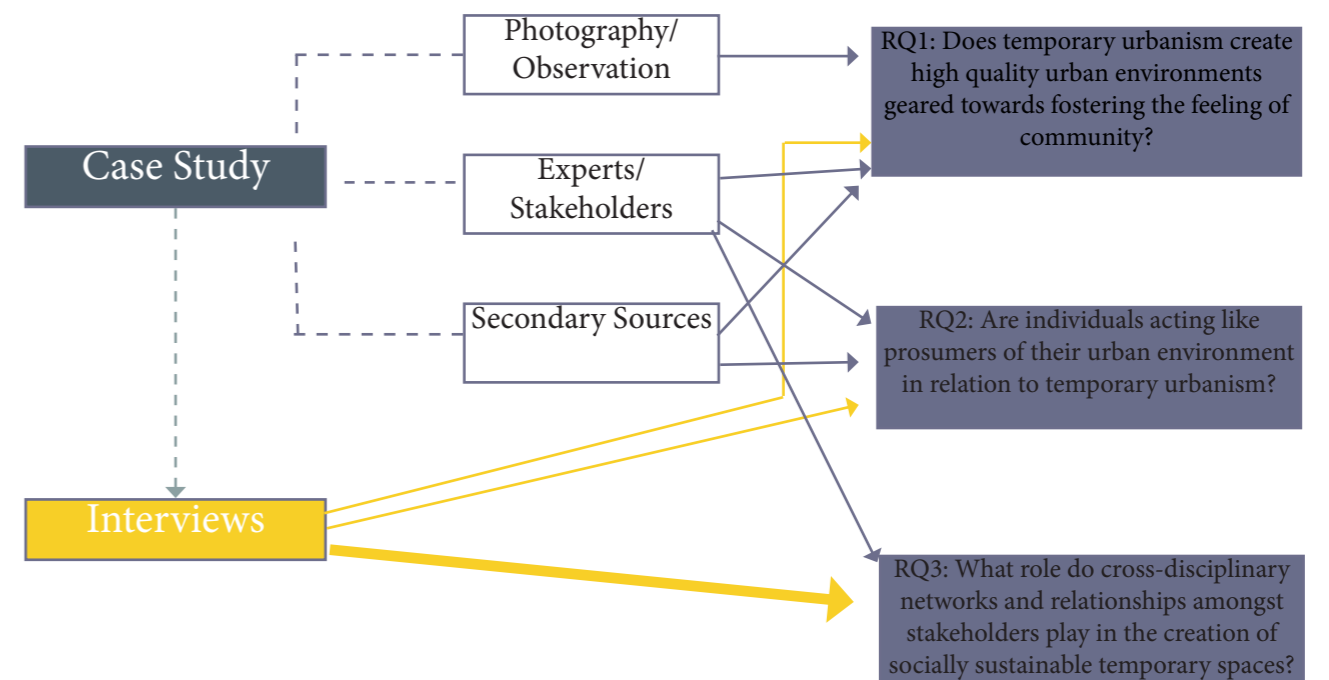 Photography/
Observation
Case Study
Experts/
Stakeholders
Secondary Sources
Interviews
RQ1: Does temporary urbanism create
high quality urban environments
geared towards fostering the feeling of
community?
RQ2: Are individuals acting like
prosumers of their urban environment
in relation to temporary urbanism?
RQ3: What role do cross-disciplinary
networks and relationships amongst
stakeholders play in the creation of
socially sustainable temporary spaces?